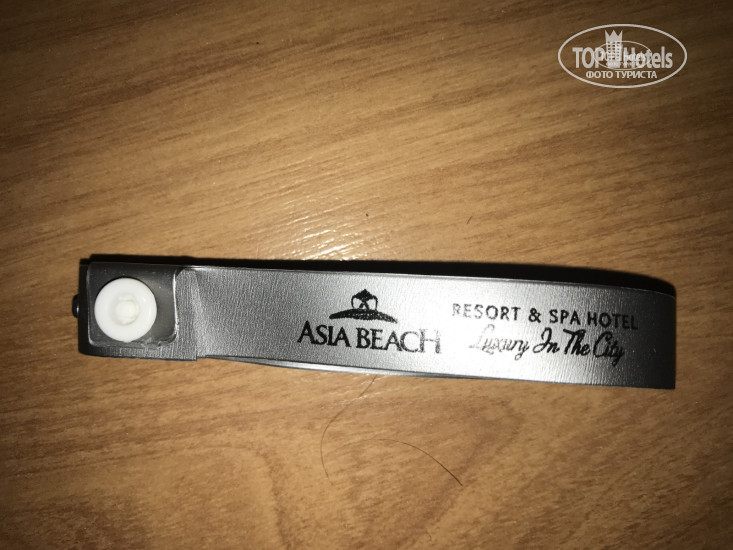 TOP Hotels
ФОТО ТУРИСТА
ASIA BEACH
RESORT & SPA HOTEL
Luxury In The City